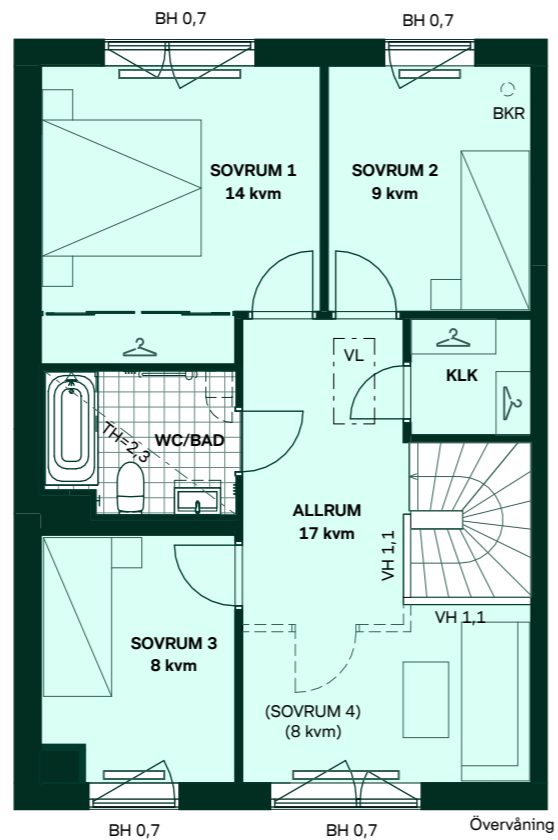 BH 0,7
BH 0,7
BKR
SOVRUM 1
14 kvm
SOVRUM 2
9 kvm
VL
KLK
TH=2,3
WC/BAD
ALLRUM
17 kvm
VH 1,1
VH 1,1
SOVRUM 3
8 kvm
(SOVRUM 4)
(8 kvm)
BH 0,7
BH 0,7
Övervåning